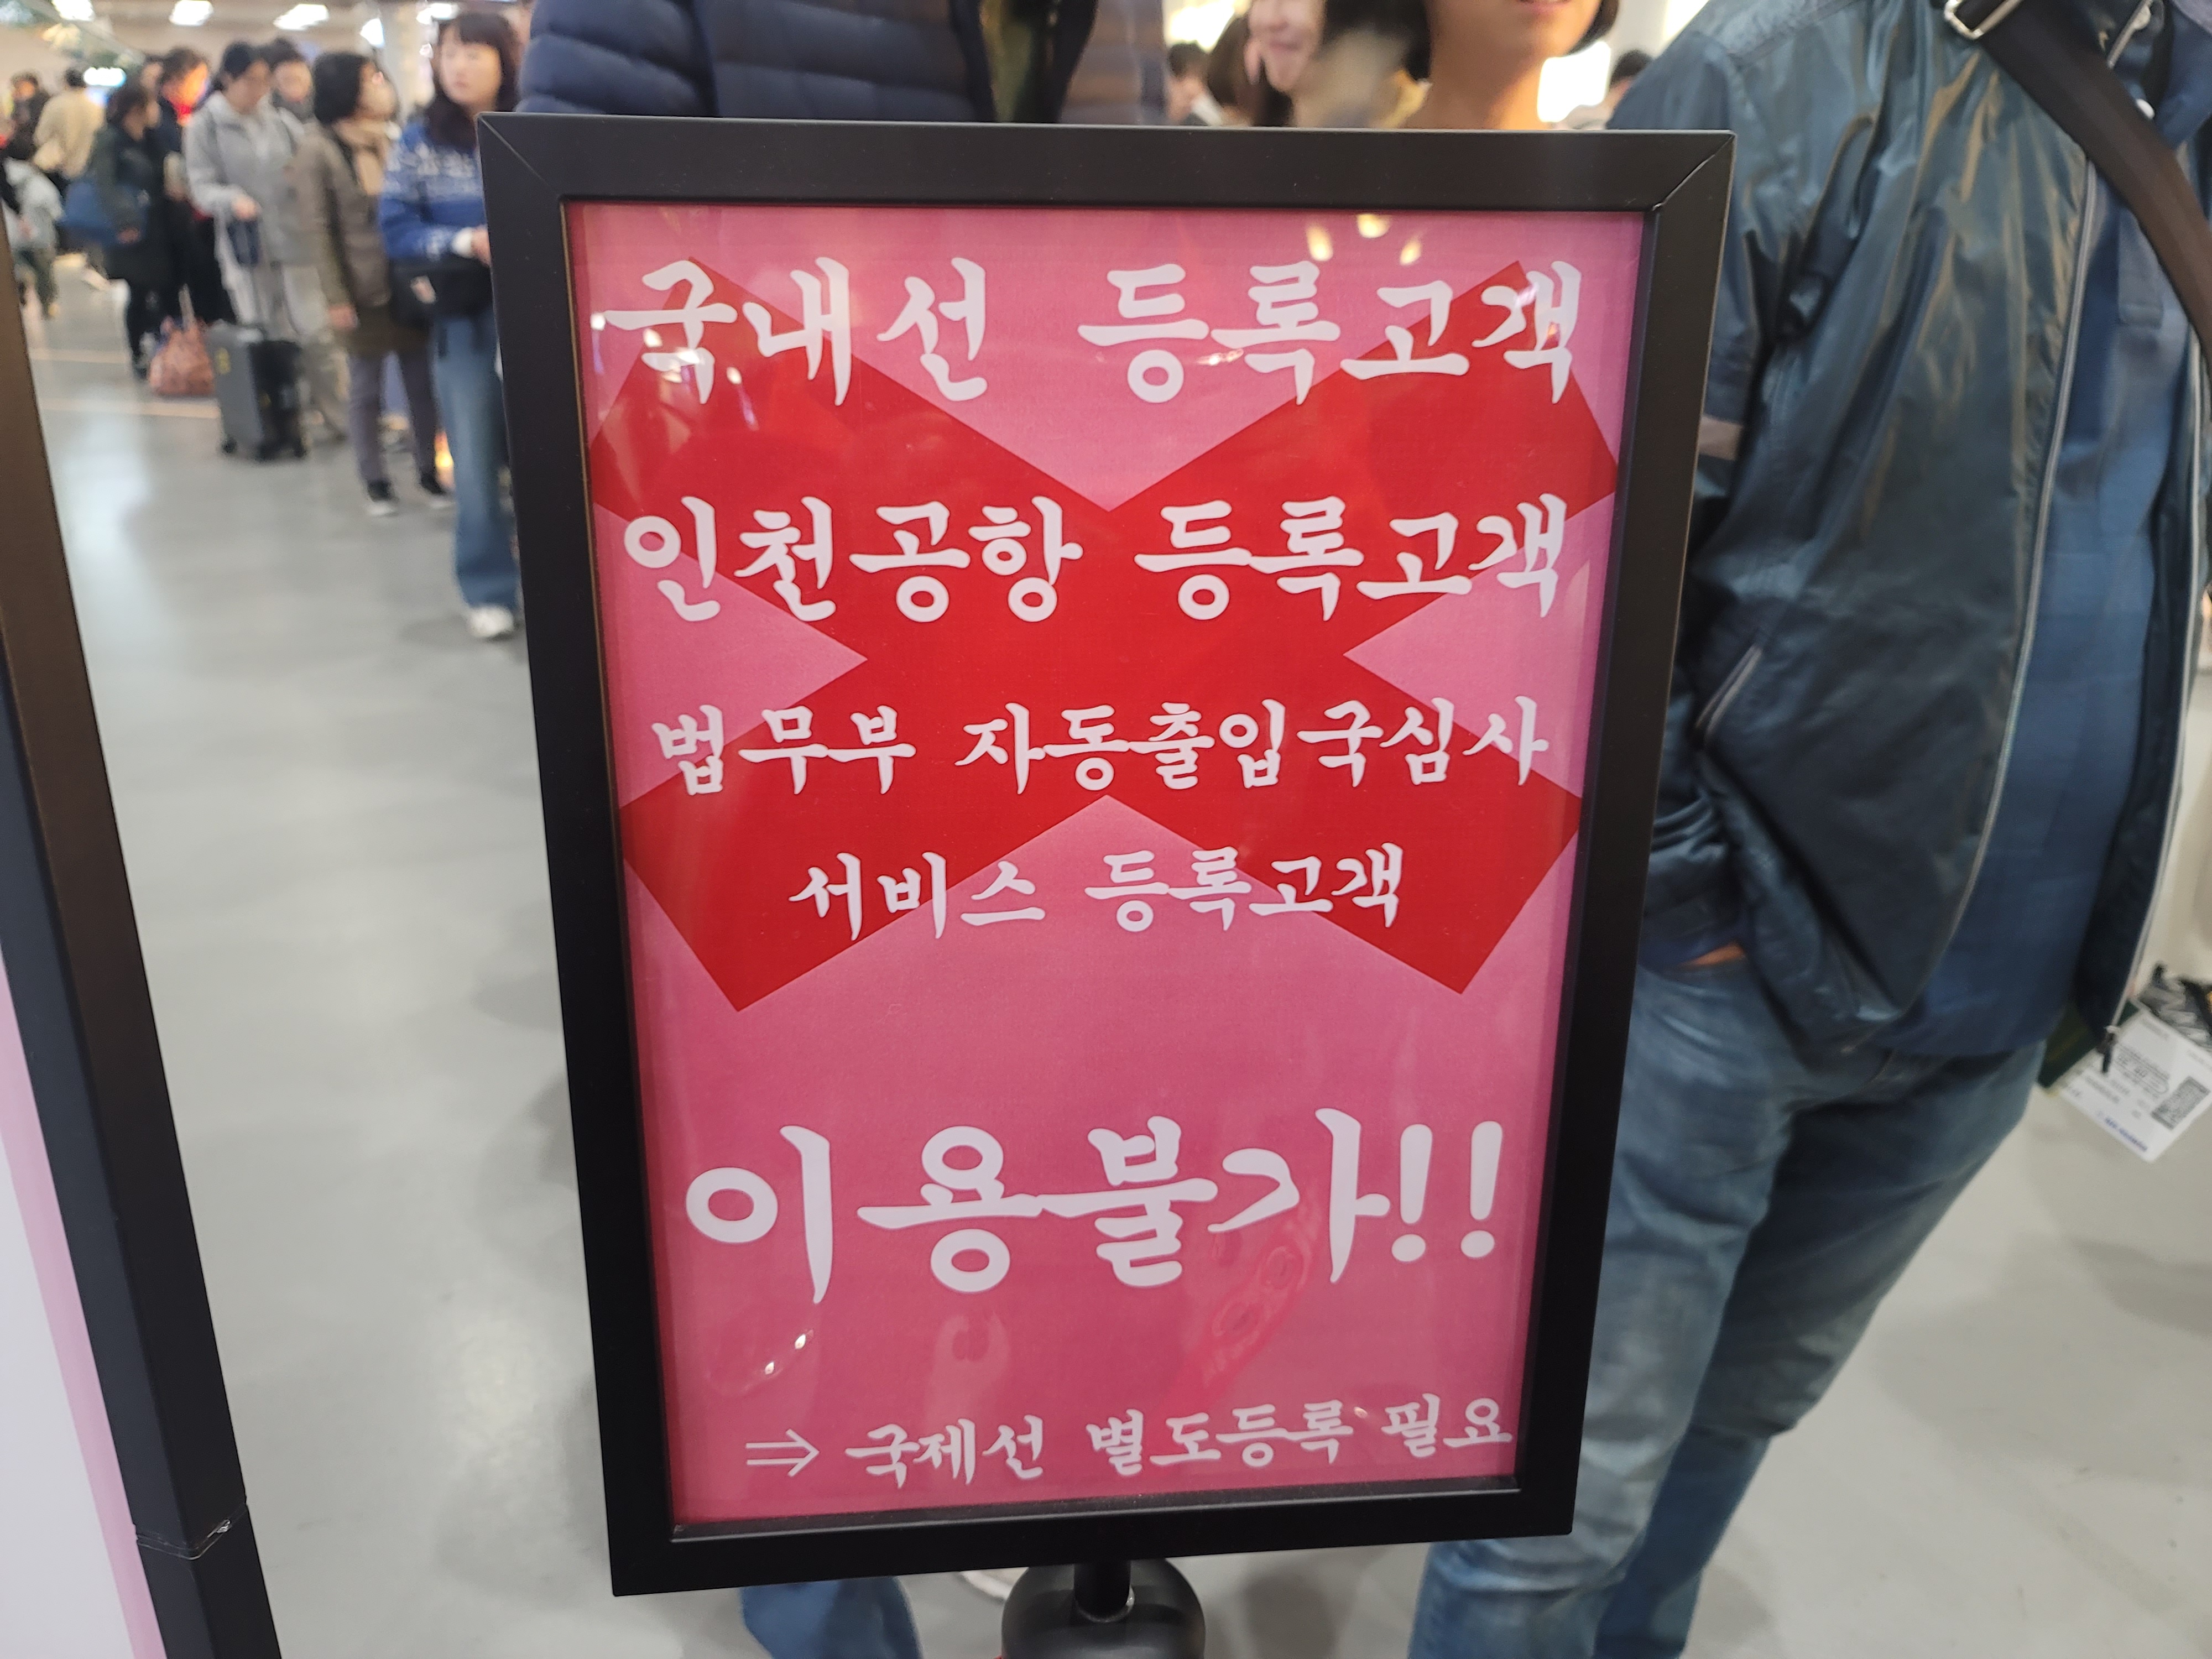 국내선 등록고객
인천공항 등록고객
법무부 자동출입국심사
서비스 등록고객
이용불가!!
⇒ 국제선 별도등록 필요